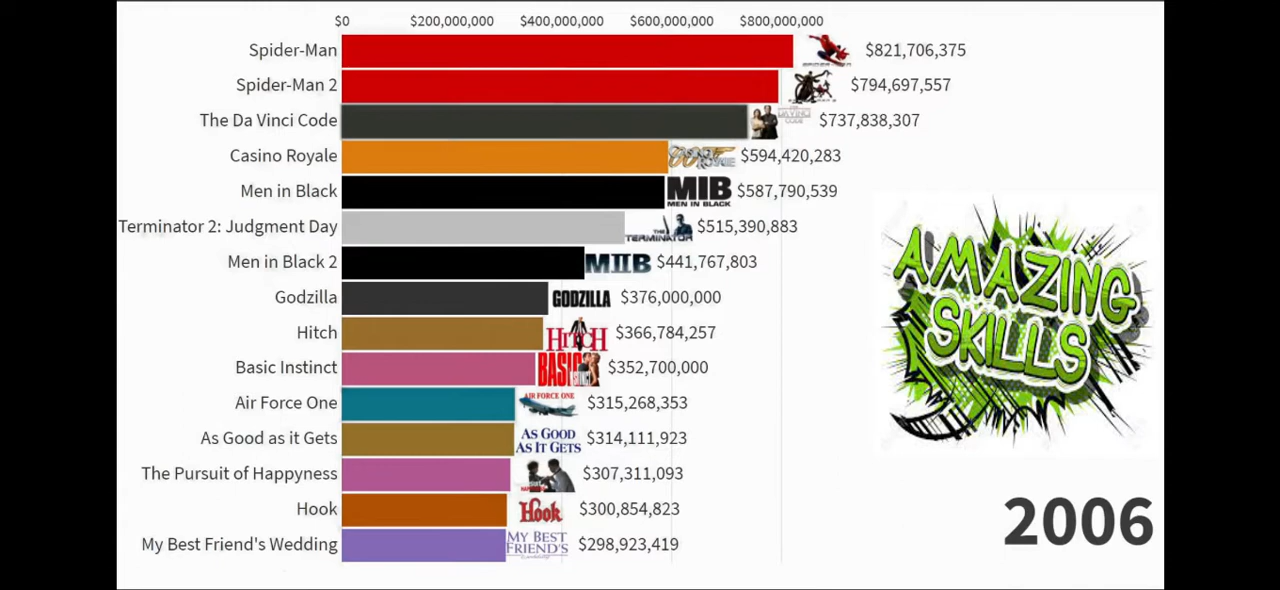 $0 $200,000,000 $400,000,000 $600,000,000 $800,000,000
Spider-Man $821,706,375
Spider-Man 2 $794,697,557
The Da Vinci Code $737,838,307
Casino Royale $594,420,283
Men in Black MIB MEN IN BLACK $587,790,539
Terminator 2: Judgment Day THE TERMINATOR $515,390,883
Men in Black 2 MIIB $441,767,803
Godzilla GODZILLA $376,000,000
Hitch HITCH $366,784,257
Basic Instinct BASIC $352,700,000
Air Force One AIR FORCE ONE $315,268,353
As Good as it Gets AS GOOD AS IT GETS $314,111,923
The Pursuit of Happyness $307,311,093
Hook Hook $300,854,823
My Best Friend's Wedding MY BEST FRIEND'S $298,923,419
AMAZING
SKILLS
2006